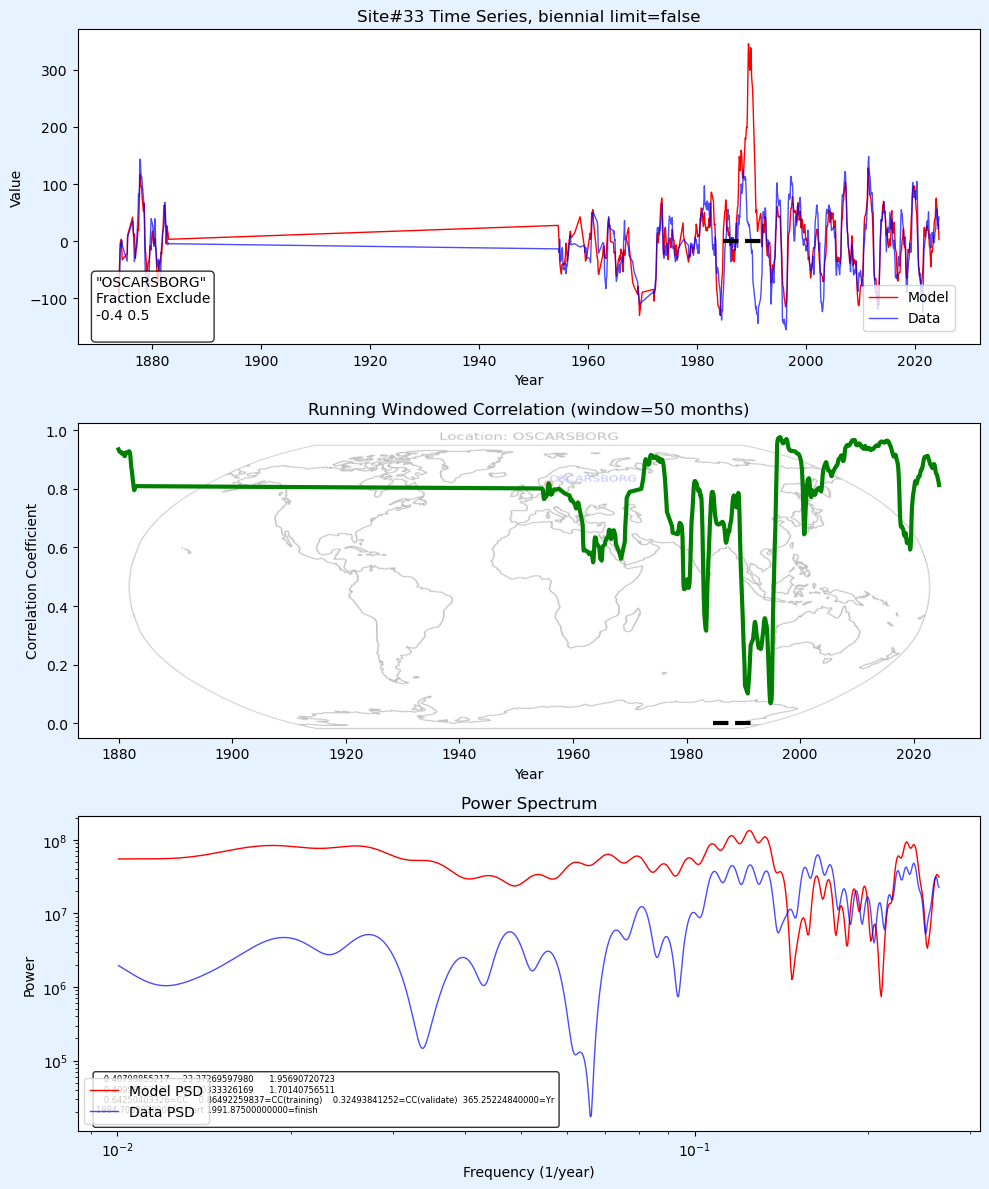 Site#33 Time Series, biennial limit=false
Value
300
200
100
0
−100
"OSCARSBORG"
Fraction Exclude
-0.4 0.5
Model
Data
1880 1900 1920 1940 1960 1980 2000 2020
Year
Running Windowed Correlation (window=50 months)
Correlation Coefficient
1.0
0.8
0.6
0.4
0.2
0.0
Location: OSCARSBORG
OSCARSBORG
1880 1900 1920 1940 1960 1980 2000 2020
Year
Power Spectrum
Power
10⁸
10⁷
10⁶
10⁵
1.95690720723
1.70140756511
Model PSD
Data PSD
=CC(training) 0.32493841252=CC(validate) 365.25224840000=Yr
1991.87500000000=finish
10⁻² 10⁻¹
Frequency (1/year)